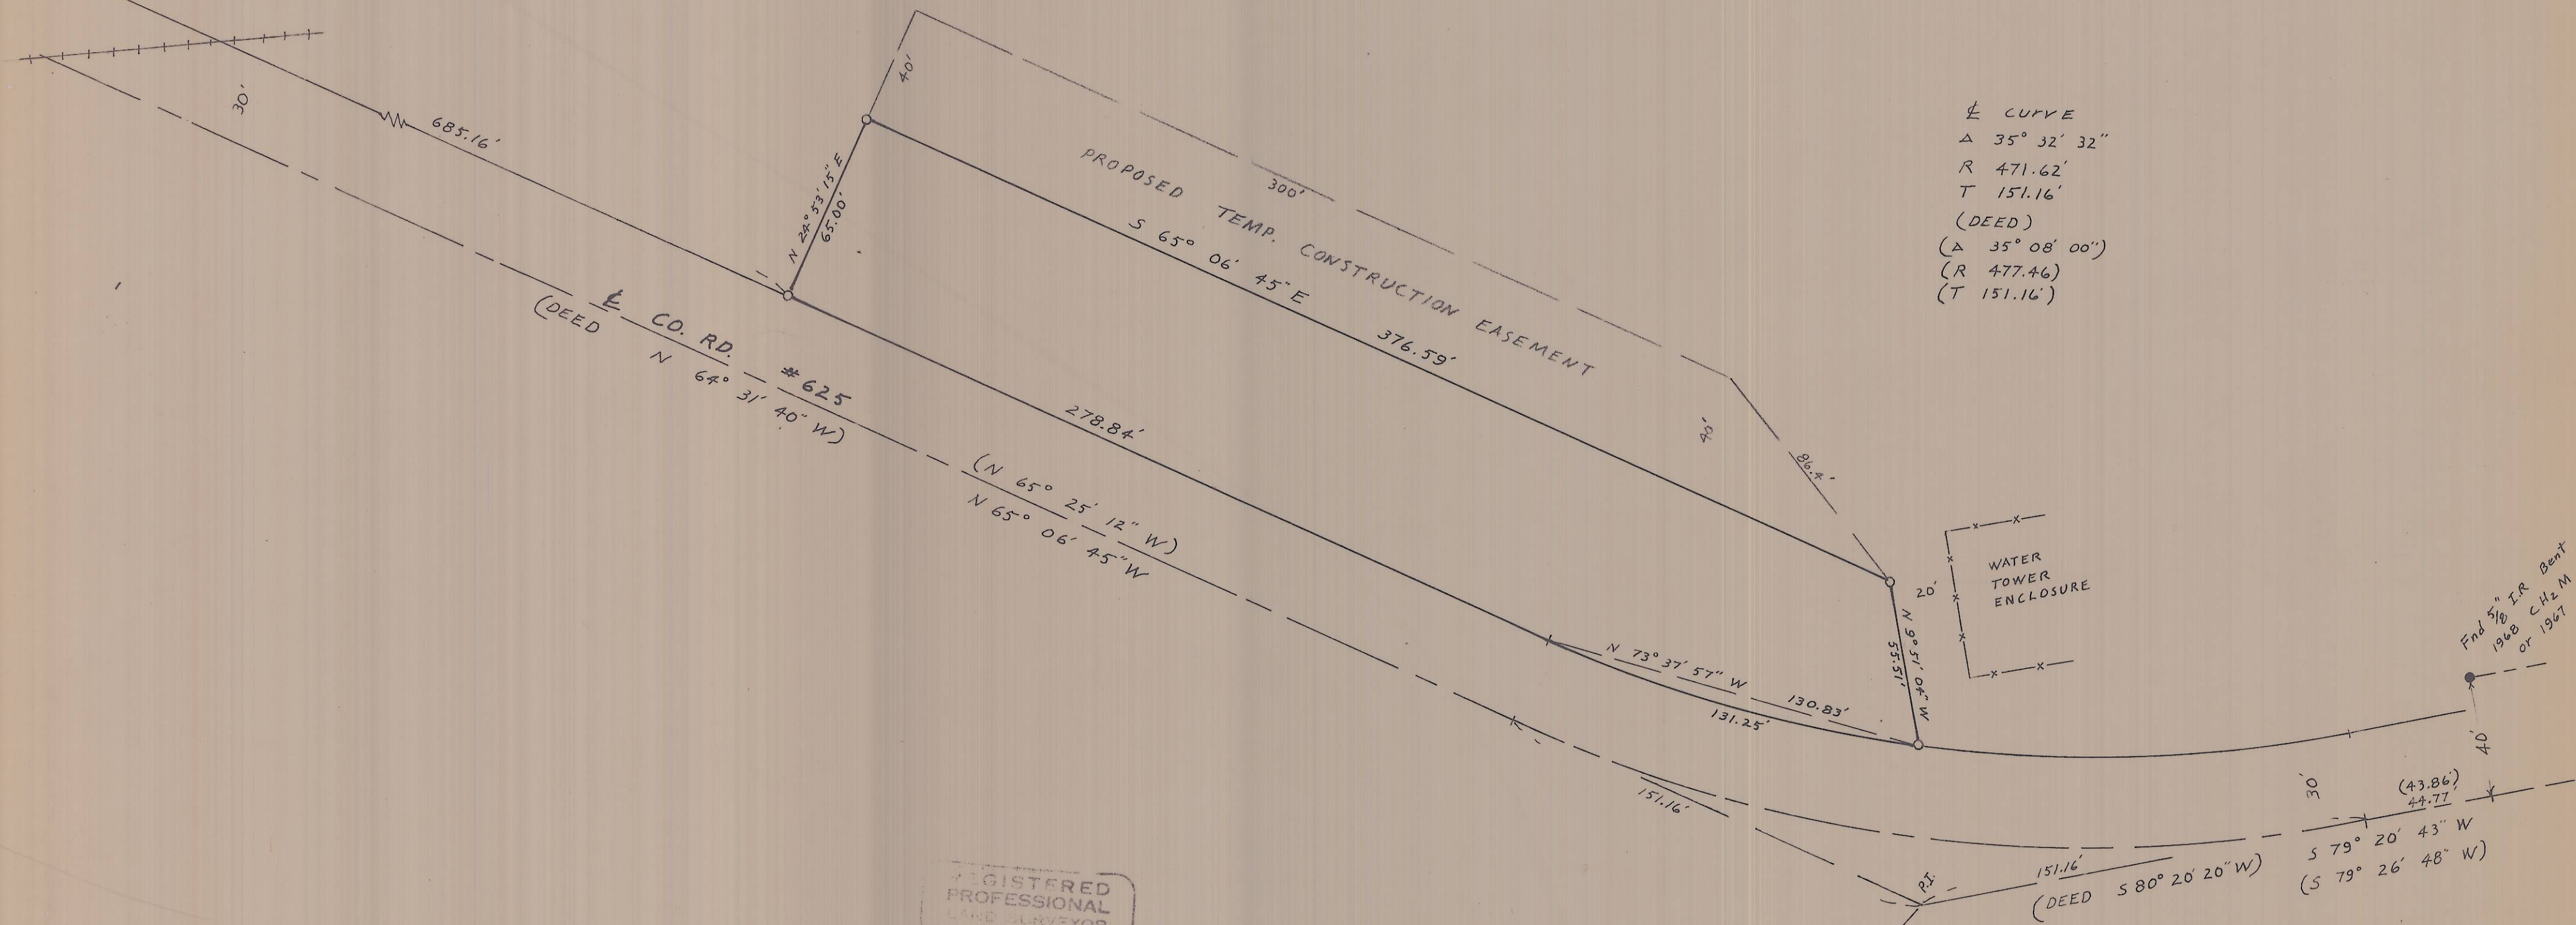 30'
685.16'
40'
N 24° 53' 15" E
65.00'
PROPOSED TEMP. CONSTRUCTION EASEMENT
300'
S 65° 06' 45" E 376.59'
40'
86.4'
℄ CURVE
Δ 35° 32' 32"
R 471.62'
T 151.16'
(DEED)
(Δ 35° 08' 00")
(R 477.46)
(T 151.16')
℄ CO. RD. #625
(DEED N 64° 31' 40" W)
278.84'
(N 65° 25' 12" W)
N 65° 06' 45" W
20'
WATER
TOWER
ENCLOSURE
N 9° 51' 04" W
55.51'
N 73° 37' 57" W 130.83'
131.25'
Fnd 5/8" I.R Bent
1968 CH2M
or 1967
40'
30'
(43.86')
44.77'
S 79° 20' 43" W
(S 79° 26' 48" W)
151.16'
P.I.
151.16'
(DEED S 80° 20' 20" W)
REGISTERED
PROFESSIONAL
LAND SURVEYOR